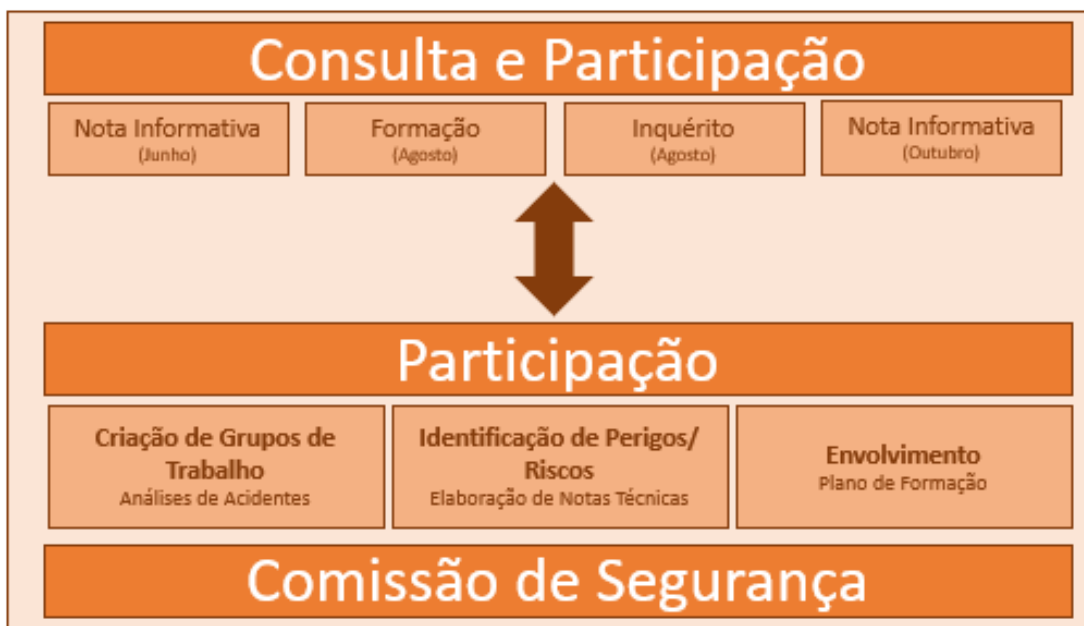 Consulta e Participação
Nota Informativa
(Junho)
Formação
(Agosto)
Inquérito
(Agosto)
Nota Informativa
(Outubro)
Participação
Criação de Grupos de
Trabalho
Análises de Acidentes
Identificação de Perigos/
Riscos
Elaboração de Notas Técnicas
Envolvimento
Plano de Formação
Comissão de Segurança